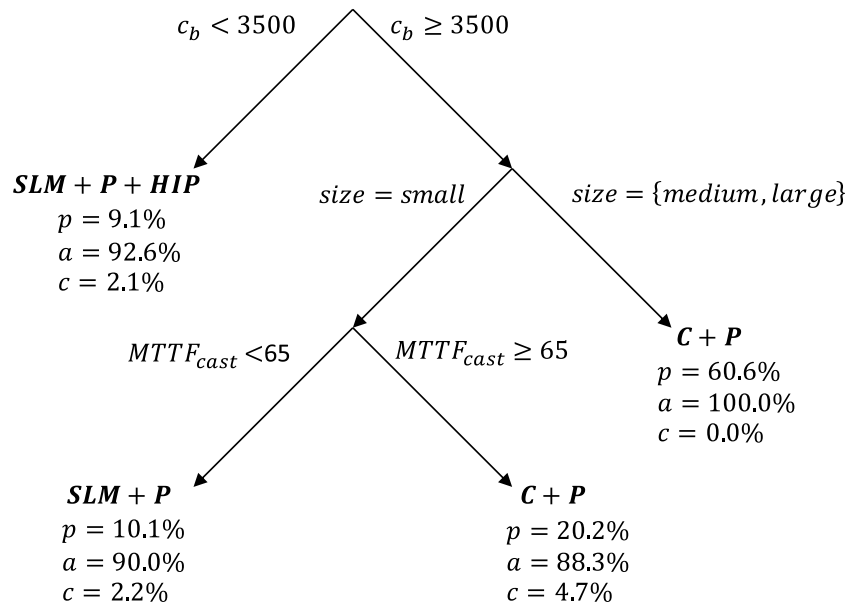 c_b < 3500
c_b ≥ 3500
SLM + P + HIP
p = 9.1%
a = 92.6%
c = 2.1%
size = small
size = {medium, large}
MTTF_cast <65
MTTF_cast ≥ 65
C + P
p = 60.6%
a = 100.0%
c = 0.0%
SLM + P
p = 10.1%
a = 90.0%
c = 2.2%
C + P
p = 20.2%
a = 88.3%
c = 4.7%